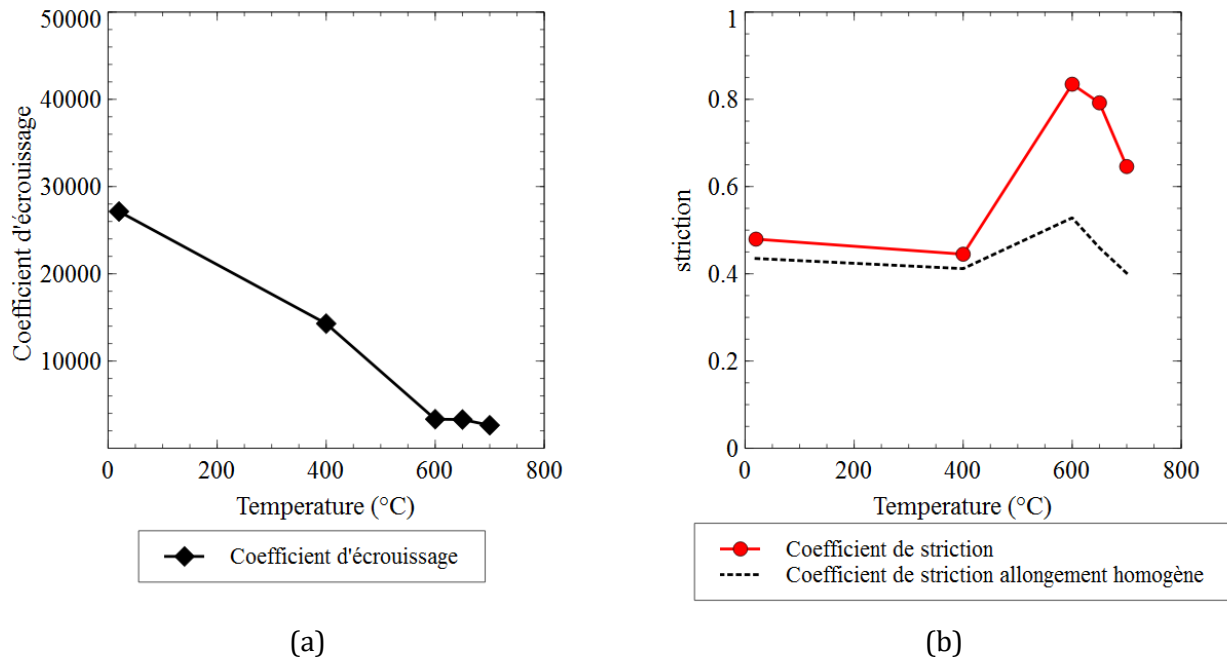 50000
40000
30000
20000
10000
Coefficient d'écrouissage
0
200
400
600
800
Temperature (°C)
Coefficient d'écrouissage
(a)
1
0.8
0.6
0.4
0.2
0
striction
0
200
400
600
800
Temperature (°C)
Coefficient de striction
Coefficient de striction allongement homogène
(b)